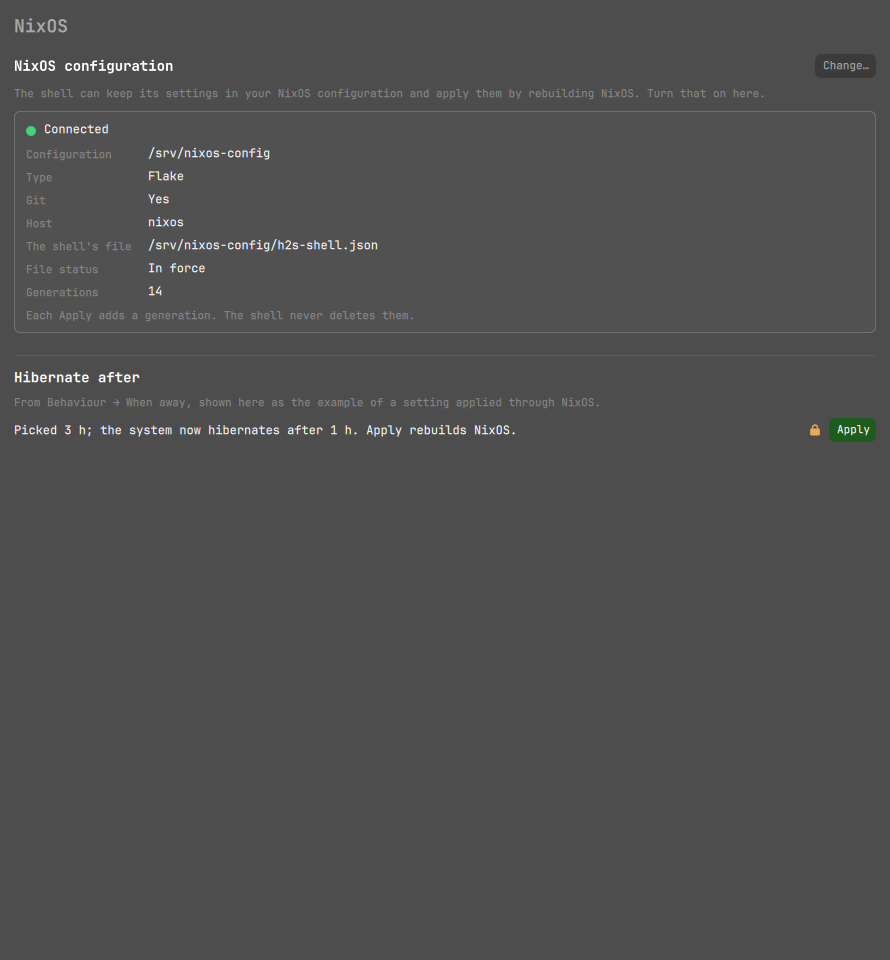 NixOS
NixOS configuration
Change…
The shell can keep its settings in your NixOS configuration and apply them by rebuilding NixOS. Turn that on here.
Connected
Configuration /srv/nixos-config
Type Flake
Git Yes
Host nixos
The shell's file /srv/nixos-config/h2s-shell.json
File status In force
Generations 14
Each Apply adds a generation. The shell never deletes them.
Hibernate after
From Behaviour → When away, shown here as the example of a setting applied through NixOS.
Picked 3 h; the system now hibernates after 1 h. Apply rebuilds NixOS.
Apply